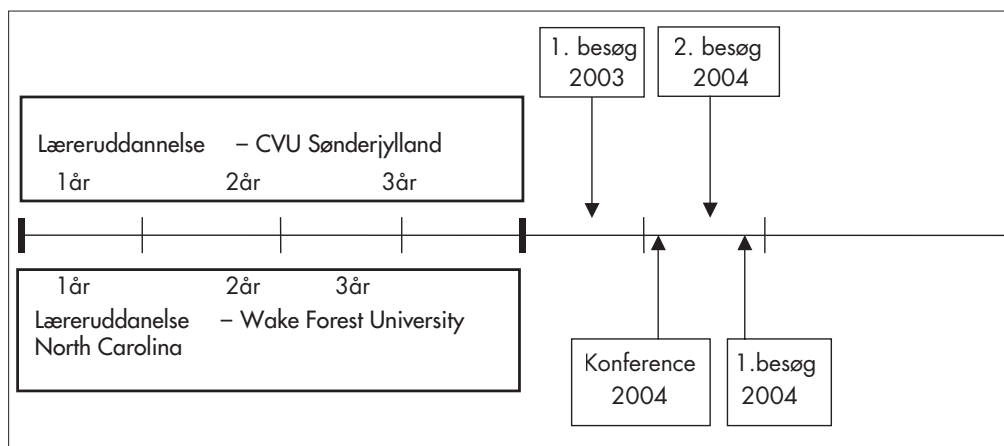 1. besøg
2003
2. besøg
2004
Læreruddannelse – CVU Sønderjylland
1år 2år 3år
1år 2år 3år
Læreruddanelse – Wake Forest University
North Carolina
Konference
2004
1.besøg
2004